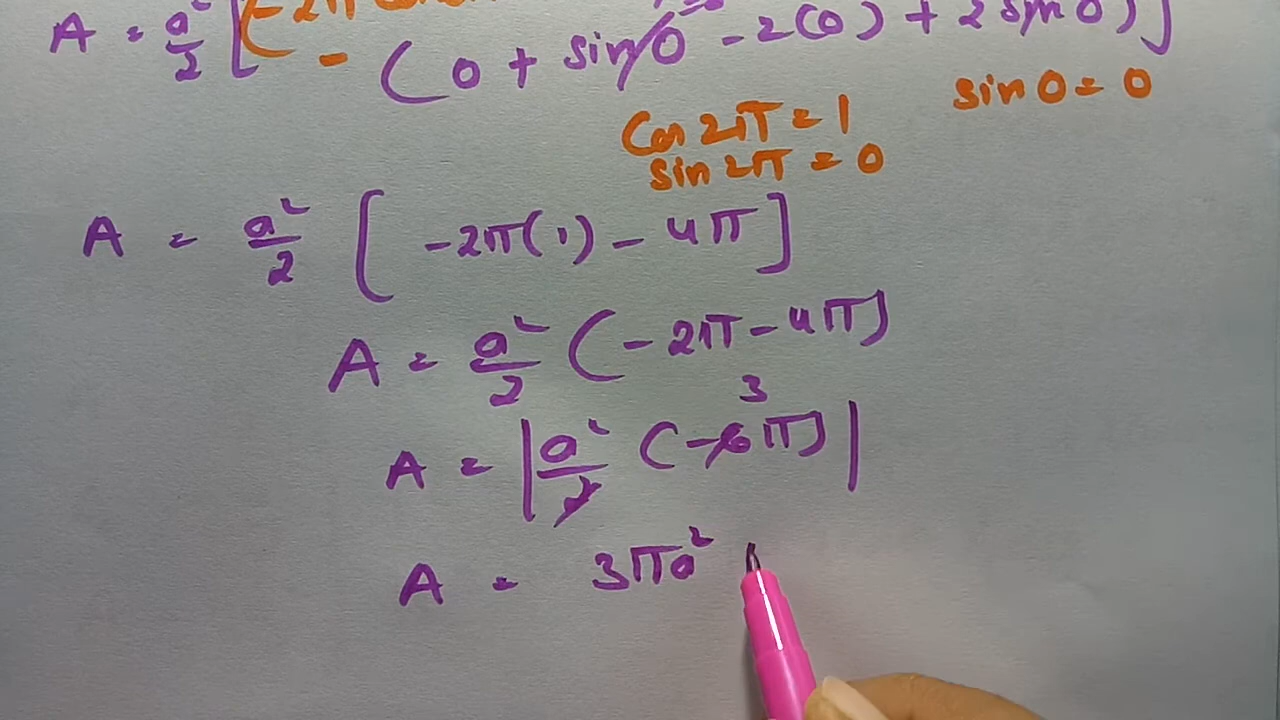 A = a²/2 [(-2π
- (0 + sin 0 - 2(0) + 2 sin 0)]
sin 0 = 0
Cos 2π = 1
sin 2π = 0
A = a²/2 [ -2π(1) - 4π ]
A = a²/2 ( -2π - 4π )
3
A = | a²/2 ( -6π ) |
A = 3πa²